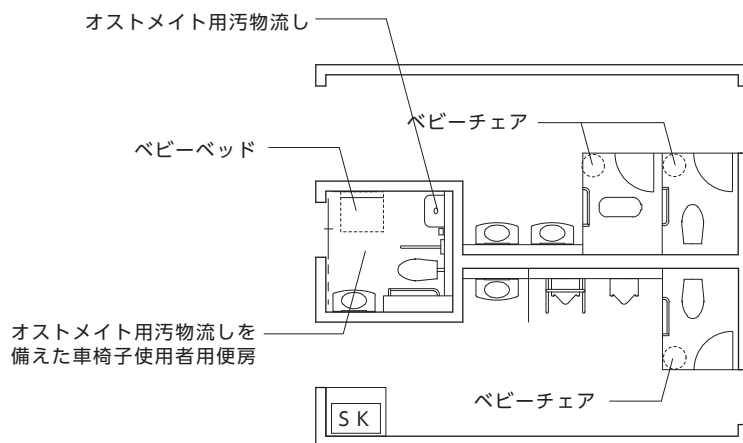 オストメイト用汚物流し
ベビーチェア
ベビーベッド
オストメイト用汚物流しを
備えた車椅子使用者用便房
ベビーチェア
SK